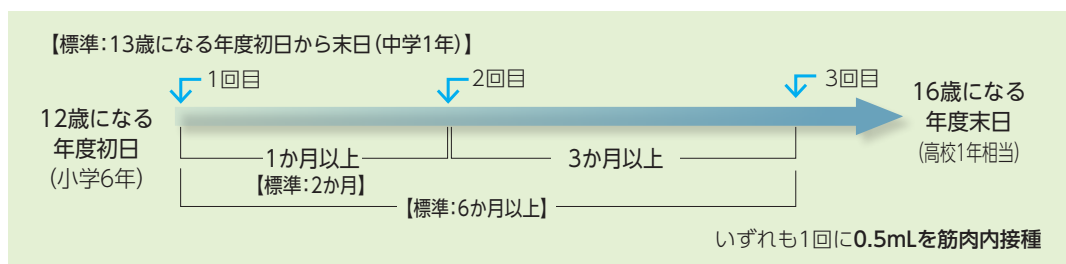 【標準：13歳になる年度初日から末日（中学1年）】
1回目
2回目
3回目
12歳になる
年度初日
（小学6年）
16歳になる
年度末日
（高校1年相当）
1か月以上
【標準：2か月】
3か月以上
【標準：6か月以上】
いずれも1回に0.5mLを筋肉内接種